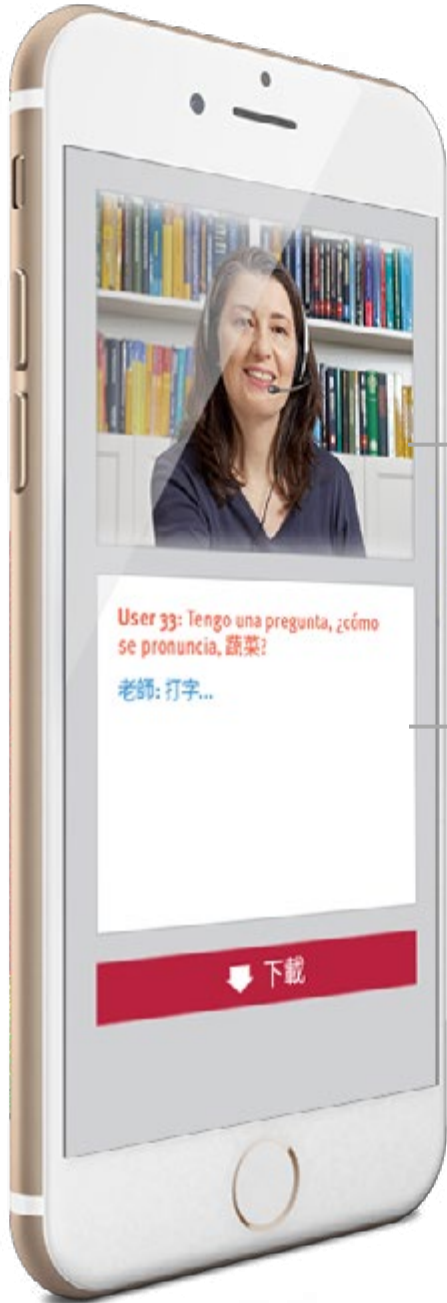 User 33: Tengo una pregunta, ¿cómo
se pronuncia, 蔬菜?
老師: 打字...
下載